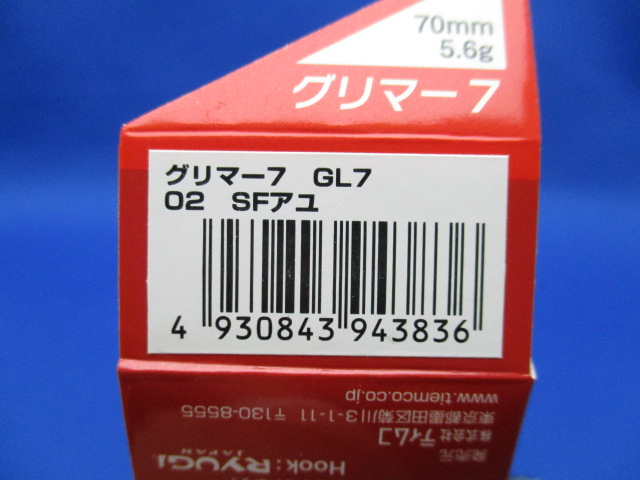 70mm
5.6g
グリマー7
グリマー7 GL7
02 SFアユ
4 930843 943836
www.tiemco.co.jp
東京都墨田区菊川3-1-11 〒130-8555
株式会社 ティムコ
発売元
Hook: RYUGI
JAPAN